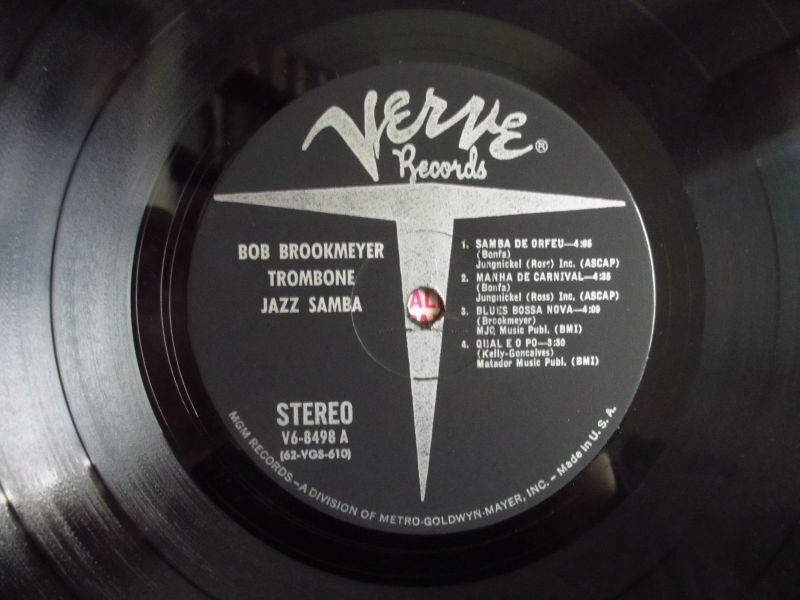 VERVE®
Records
BOB BROOKMEYER
TROMBONE
JAZZ SAMBA
1. SAMBA DE ORFEU—4:05
(Bonfa)
Jungnickel (Ross) Inc. (ASCAP)
2. MANHA DE CARNIVAL—4:35
(Bonfa)
Jungnickel (Ross) Inc. (ASCAP)
3. BLUES BOSSA NOVA—4:09
(Brookmeyer)
MJQ Music Publ. (BMI)
4. QUAL E O PO—3:30
(Kelly-Goncalves)
Matador Music Publ. (BMI)
AL
STEREO
V6-8498 A
(62-VGS-610)
MGM RECORDS—A DIVISION OF METRO-GOLDWYN-MAYER, INC.—Made in U.S.A.